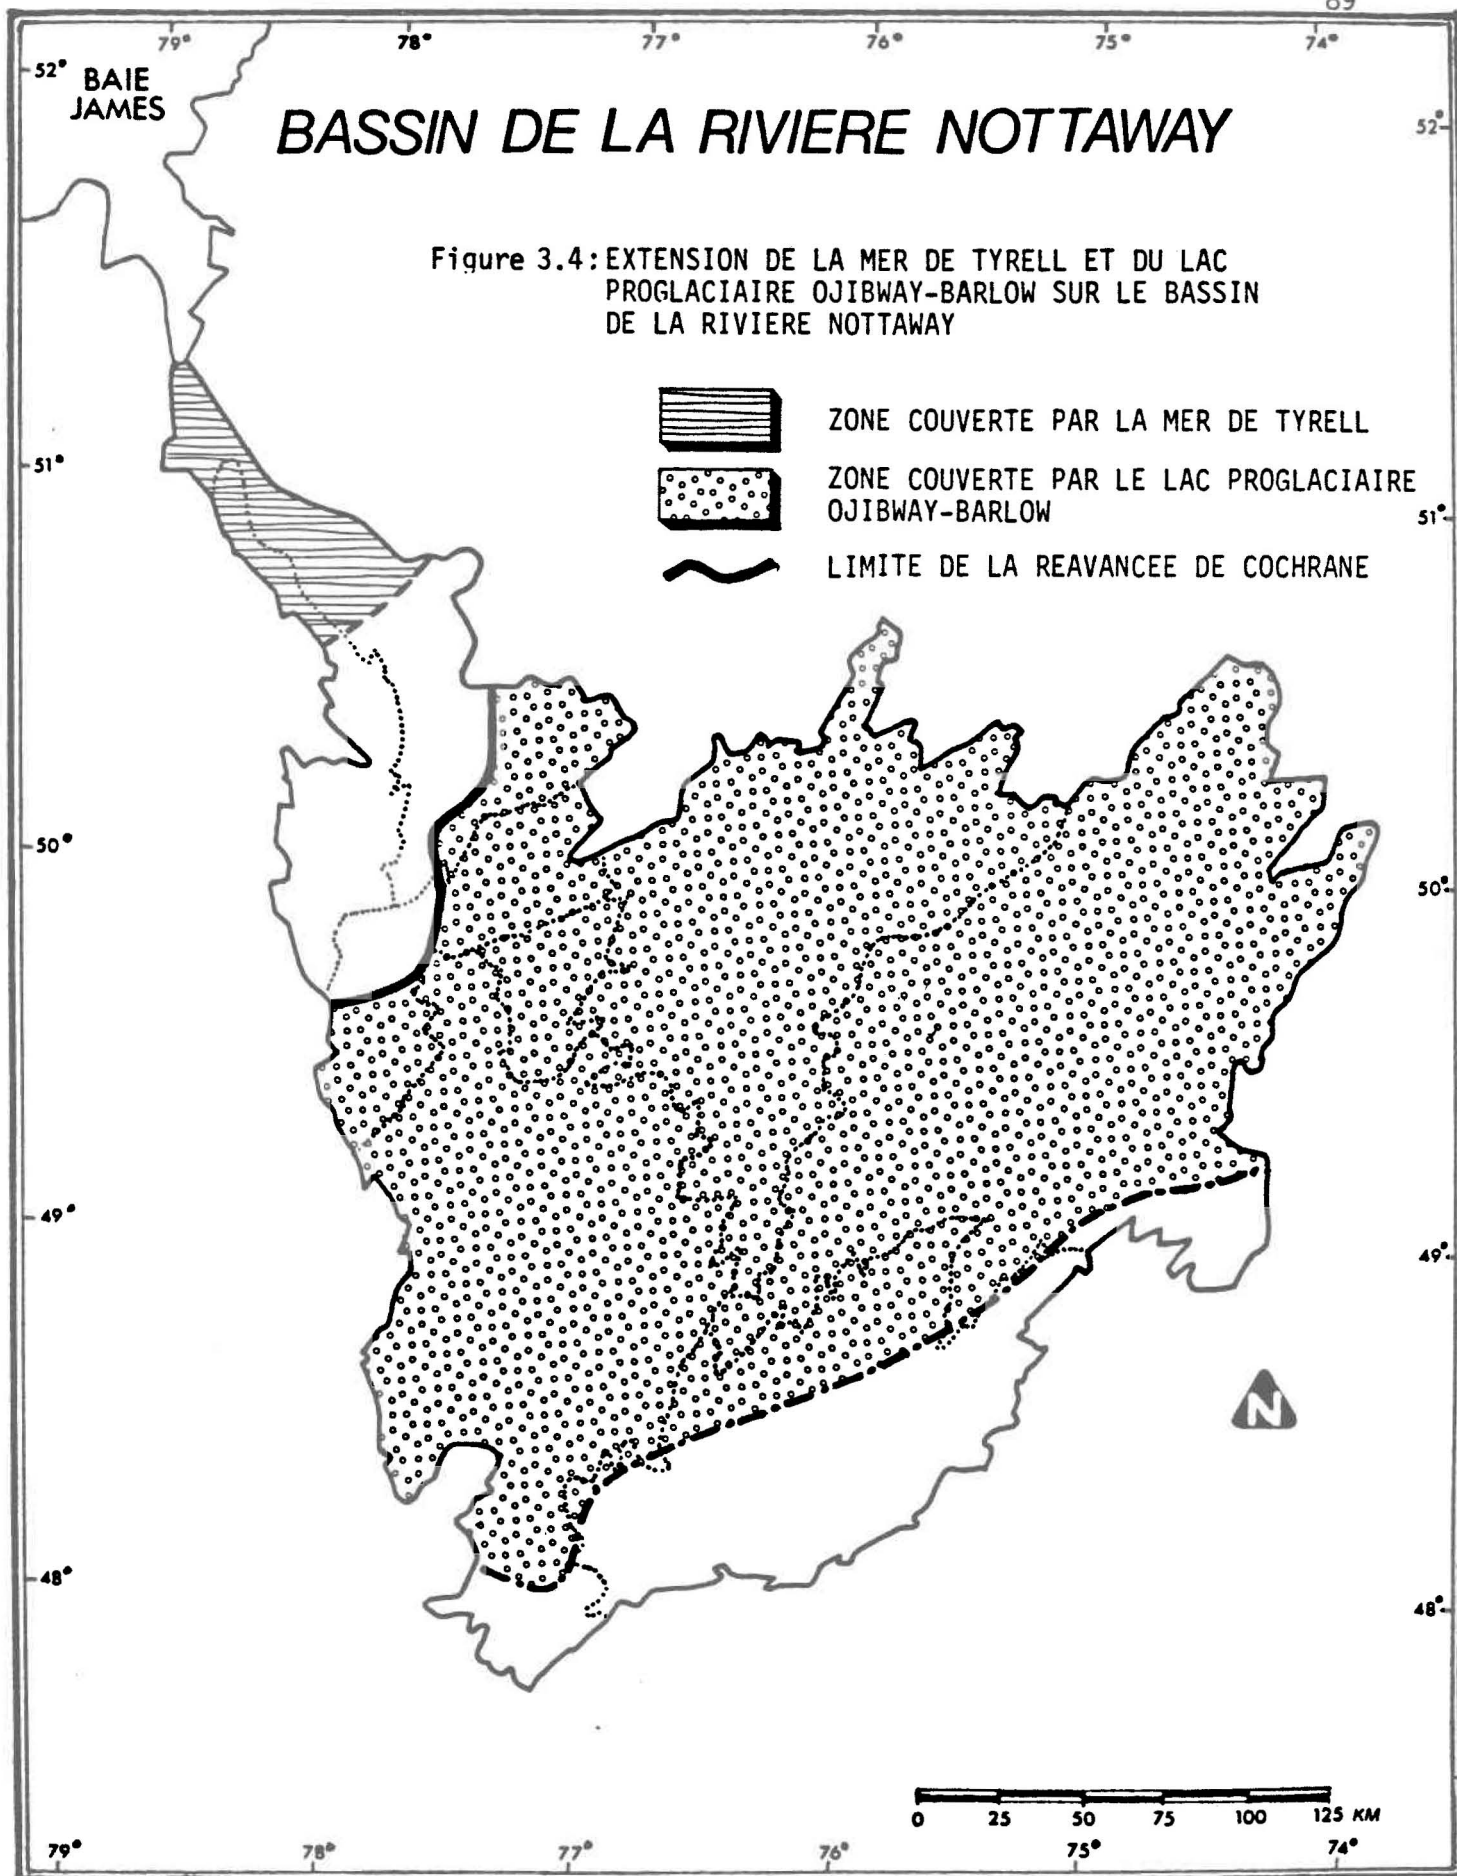 79° 78° 77° 76° 75° 74°
52°
BAIE
JAMES
BASSIN DE LA RIVIERE NOTTAWAY
52°
Figure 3.4: EXTENSION DE LA MER DE TYRELL ET DU LAC
PROGLACIAIRE OJIBWAY-BARLOW SUR LE BASSIN
DE LA RIVIERE NOTTAWAY
ZONE COUVERTE PAR LA MER DE TYRELL
51°
ZONE COUVERTE PAR LE LAC PROGLACIAIRE
OJIBWAY-BARLOW
51°
LIMITE DE LA REAVANCEE DE COCHRANE
50°
50°
49°
49°
N
48°
48°
0 25 50 75 100 125 KM
79° 78° 77° 76° 75° 74°